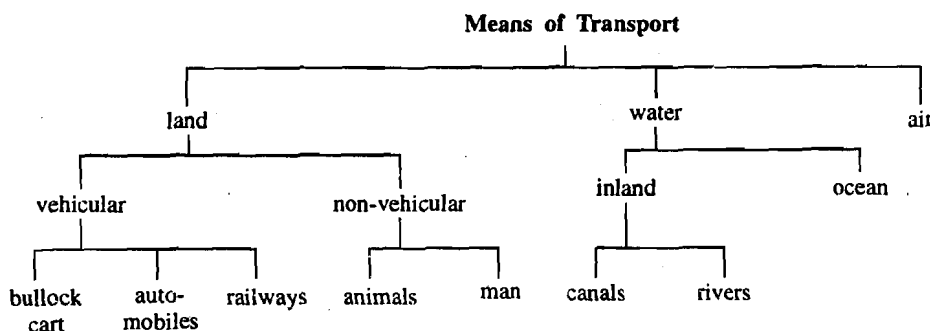 Means of Transport
land
water
air
vehicular
non-vehicular
inland
ocean
bullock cart
auto-mobiles
railways
animals
man
canals
rivers